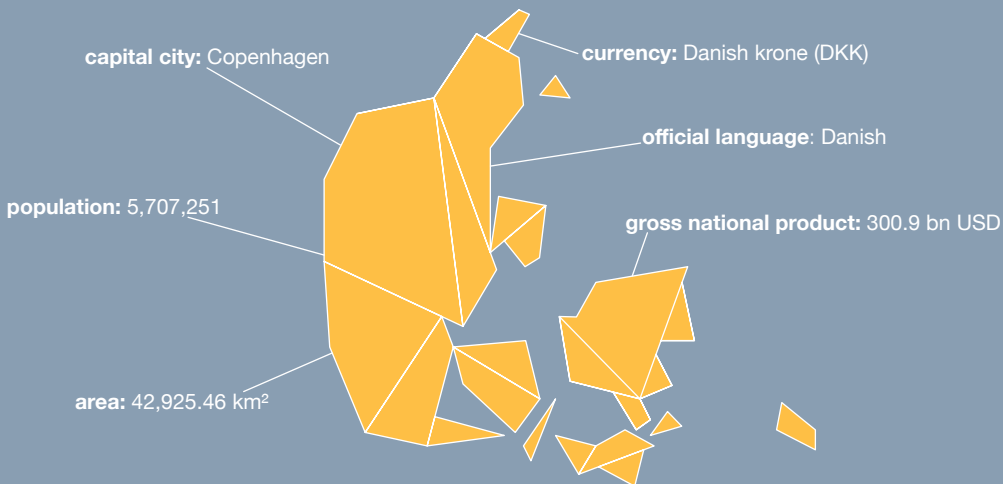 capital city: Copenhagen
currency: Danish krone (DKK)
official language: Danish
population: 5,707,251
gross national product: 300.9 bn USD
area: 42,925.46 km²